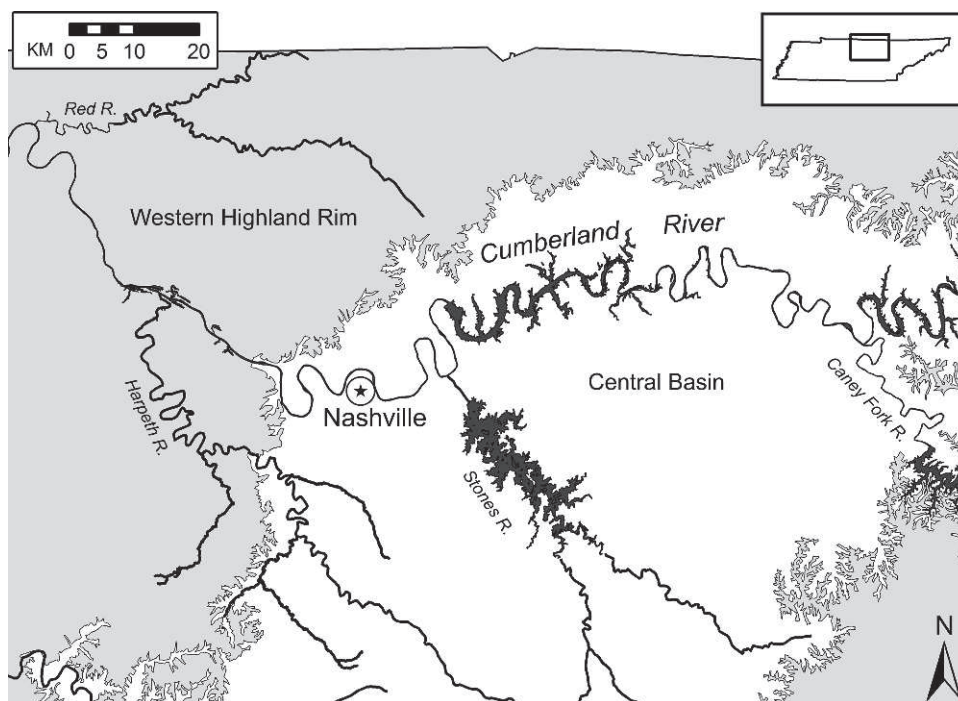 KM 0 5 10 20
Red R.
Western Highland Rim
Cumberland River
Harpeth R.
Nashville
Central Basin
Caney Fork R.
Stones R.
N